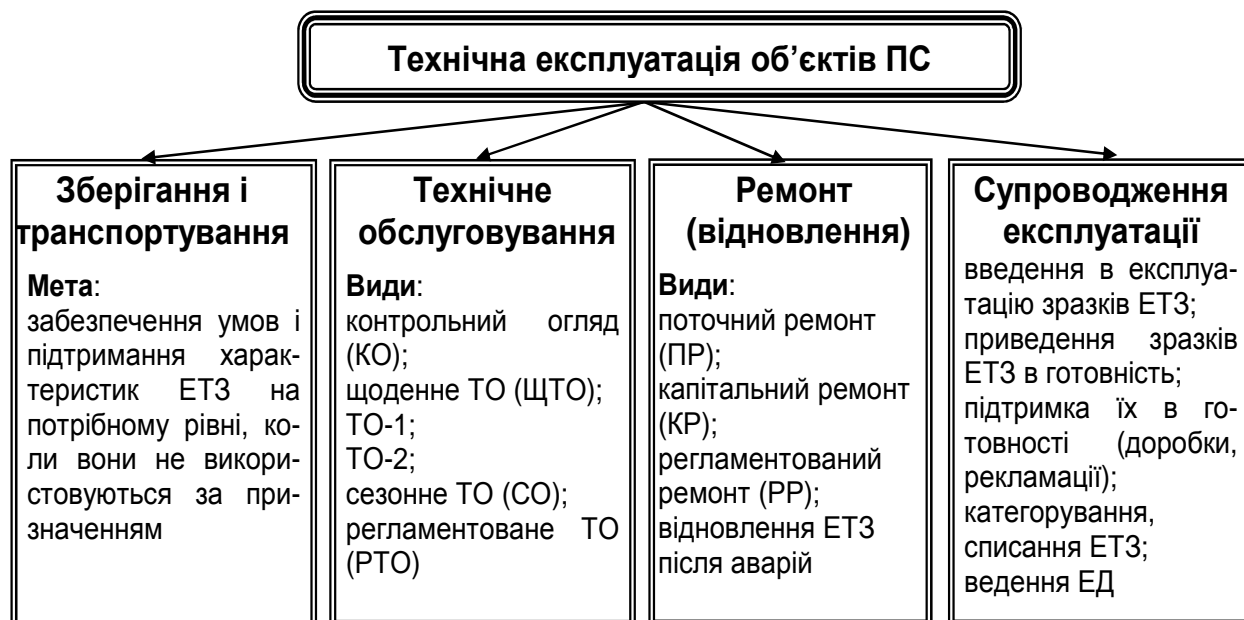 Технічна експлуатація об’єктів ПС
Зберігання і
транспортування
Мета:
забезпечення умов і
підтримання харак-
теристик ЕТЗ на
потрібному рівні, ко-
ли вони не викори-
стовуються за при-
значенням
Технічне
обслуговування
Види:
контрольний огляд
(КО);
щоденне ТО (ЩТО);
ТО-1;
ТО-2;
сезонне ТО (СО);
регламентоване ТО
(РТО)
Ремонт
(відновлення)
Види:
поточний ремонт
(ПР);
капітальний ремонт
(КР);
регламентований
ремонт (РР);
відновлення ЕТЗ
після аварій
Супроводження
експлуатації
введення в експлуа-
тацію зразків ЕТЗ;
приведення зразків
ЕТЗ в готовність;
підтримка їх в го-
товності (доробки,
рекламації);
категорування,
списання ЕТЗ;
ведення ЕД